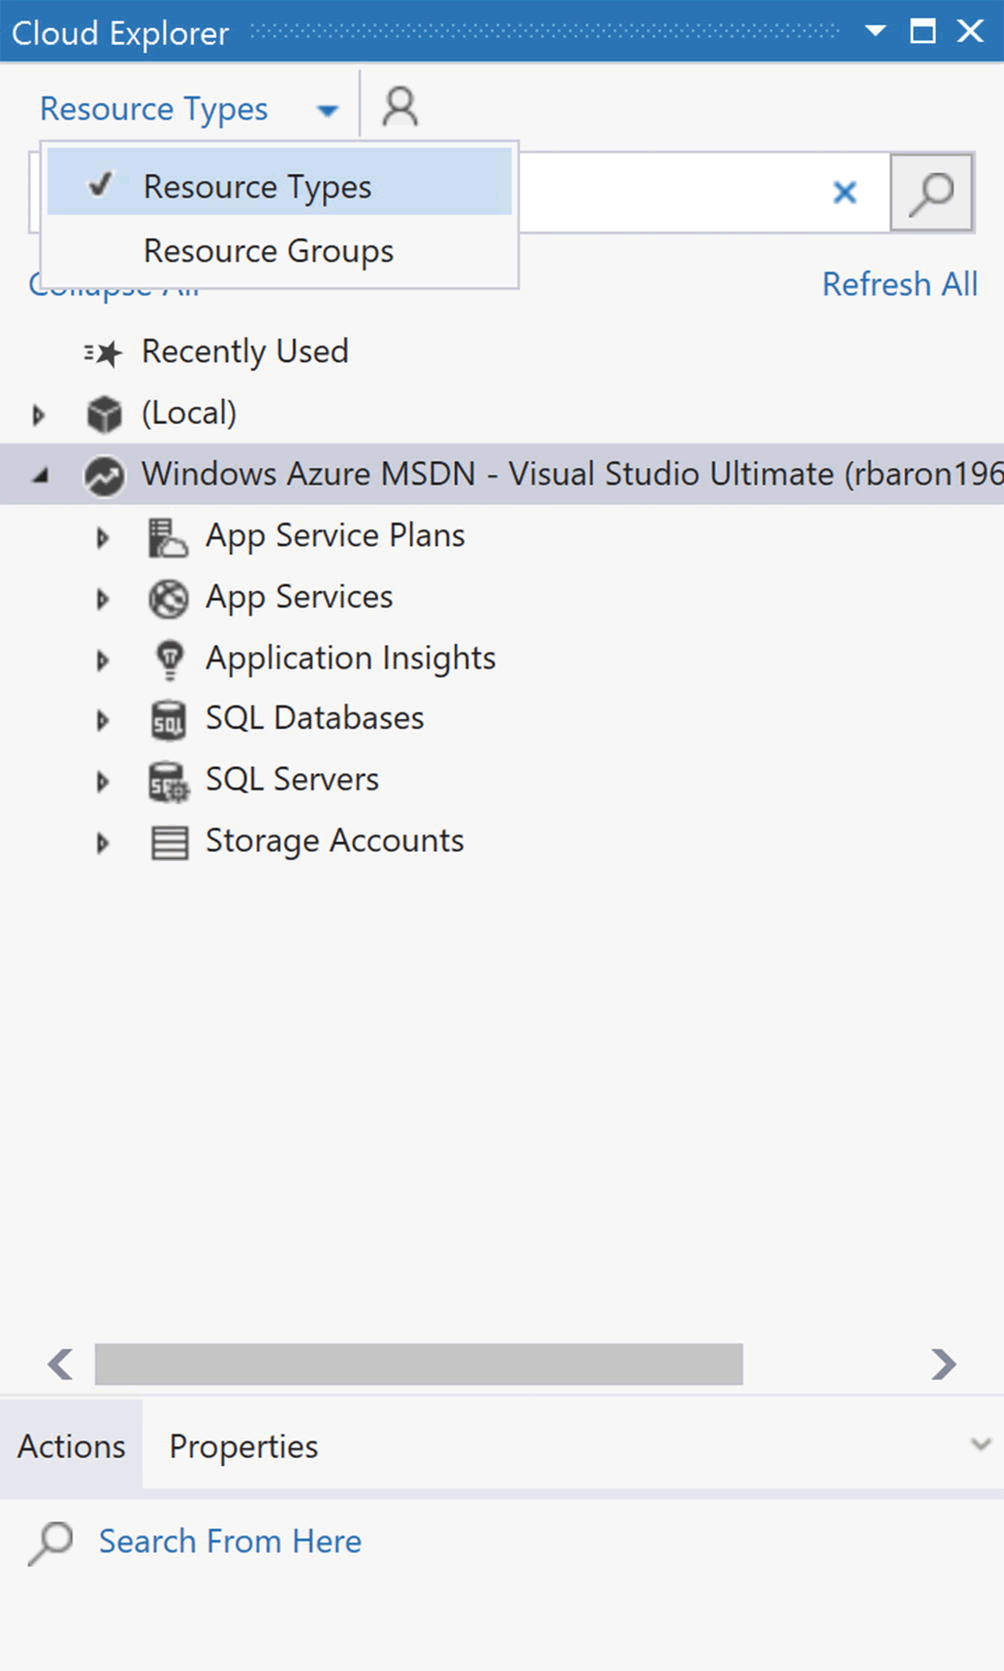 Cloud Explorer
Resource Types
Resource Types
Resource Groups
Collapse All
Refresh All
Recently Used
(Local)
Windows Azure MSDN - Visual Studio Ultimate (rbaron196
App Service Plans
App Services
Application Insights
SQL Databases
SQL Servers
Storage Accounts
Actions
Properties
Search From Here